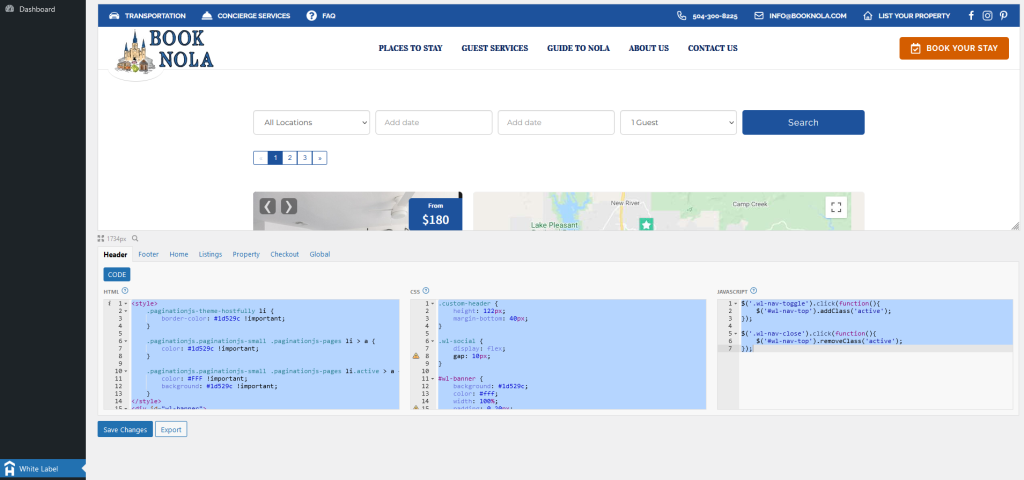 Dashboard
TRANSPORTATION CONCIERGE SERVICES FAQ 504-300-8225 INFO@BOOKNOLA.COM LIST YOUR PROPERTY
BOOK NOLA
PLACES TO STAY GUEST SERVICES GUIDE TO NOLA ABOUT US CONTACT US BOOK YOUR STAY
All Locations Add date Add date 1 Guest Search
« 1 2 3 »
From
$180
New River
Camp Creek
Lake Pleasant
1734px
Header Footer Home Listings Property Checkout Global
CODE
HTML
i 1 <style>
2 .paginationjs-theme-hostfully li {
3 border-color: #1d529c !important;
4 }
5
6 .paginationjs.paginationjs-small .paginationjs-pages li > a {
7 color: #1d529c !important;
8 }
9
10 .paginationjs.paginationjs-small .paginationjs-pages li.active > a
11 color: #FFF !important;
12 background: #1d529c !important;
13 }
14 </style>
15 <div id="wl-banner">
CSS
1 .custom-header {
2 height: 122px;
3 margin-bottom: 40px;
4 }
5
6 .wl-social {
7 display: flex;
8 gap: 10px;
9 }
10
11 #wl-banner {
12 background: #1d529c;
13 color: #fff;
14 width: 100%;
15 padding: 0 20px;
JAVASCRIPT
1 $('.wl-nav-toggle').click(function(){
2 $('#wl-nav-top').addClass('active');
3 });
4
5 $('.wl-nav-close').click(function(){
6 $('#wl-nav-top').removeClass('active');
7 });
Save Changes Export
White Label